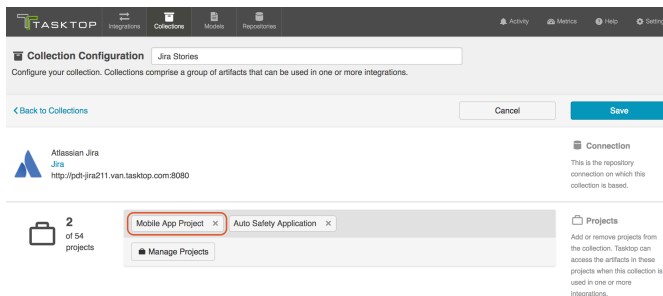 TASKTOP
Integrations
Collections
Models
Repositories
Activity
Metrics
Help
Setting
Collection Configuration
Jira Stories
Configure your collection. Collections comprise a group of artifacts that can be used in one or more integrations.
Back to Collections
Cancel
Save
Atlassian Jira
Jira
http://pdt-jira211.van.tasktop.com:8080
Connection
This is the repository
connection on which this
collection is based.
2
of 54
projects
Mobile App Project ×
Auto Safety Application ×
Manage Projects
Projects
Add or remove projects from
the collection. Tasktop can
access the artifacts in these
projects when this collection is
used in one or more
integrations.